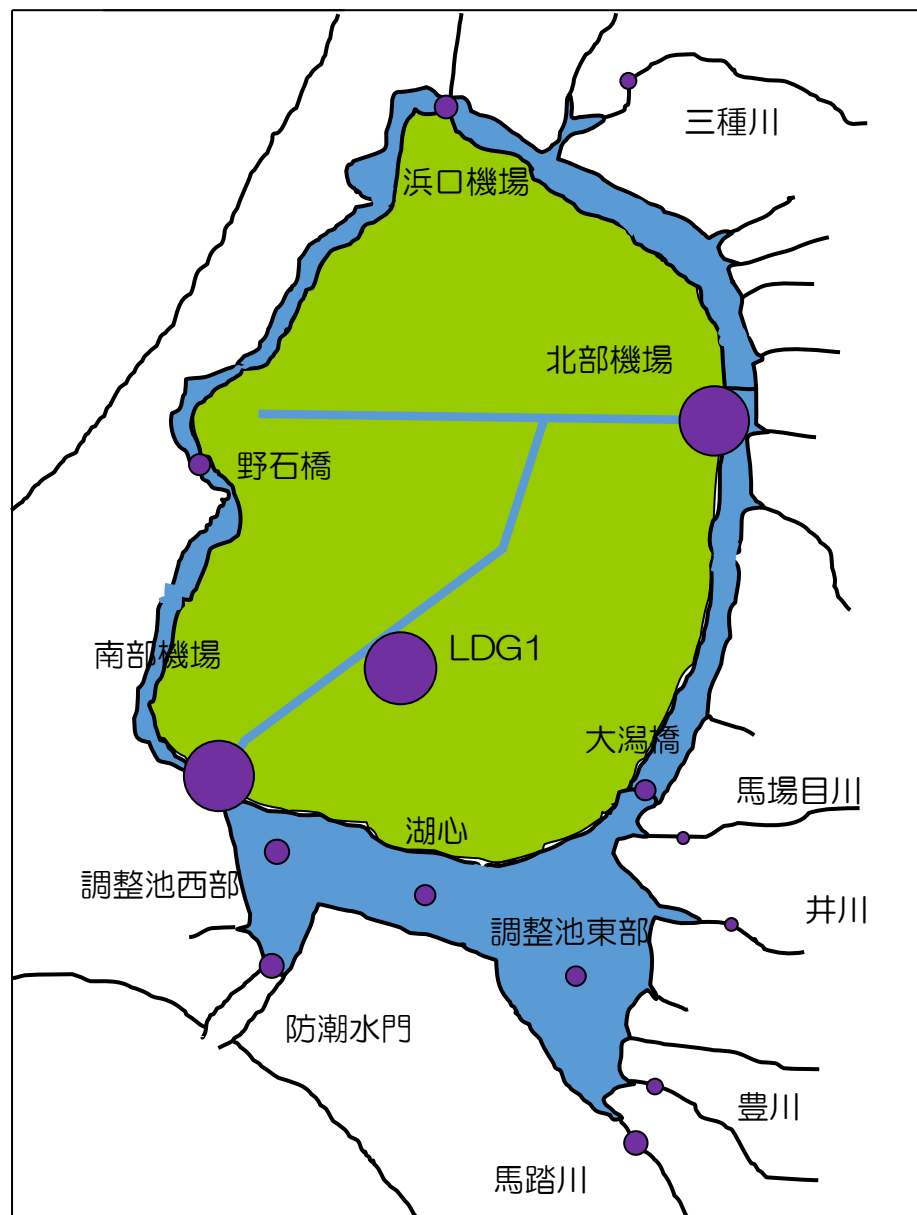 三種川
浜口機場
北部機場
野石橋
LDG1
南部機場
大潟橋
馬場目川
湖心
調整池西部
井川
調整池東部
防潮水門
豊川
馬踏川